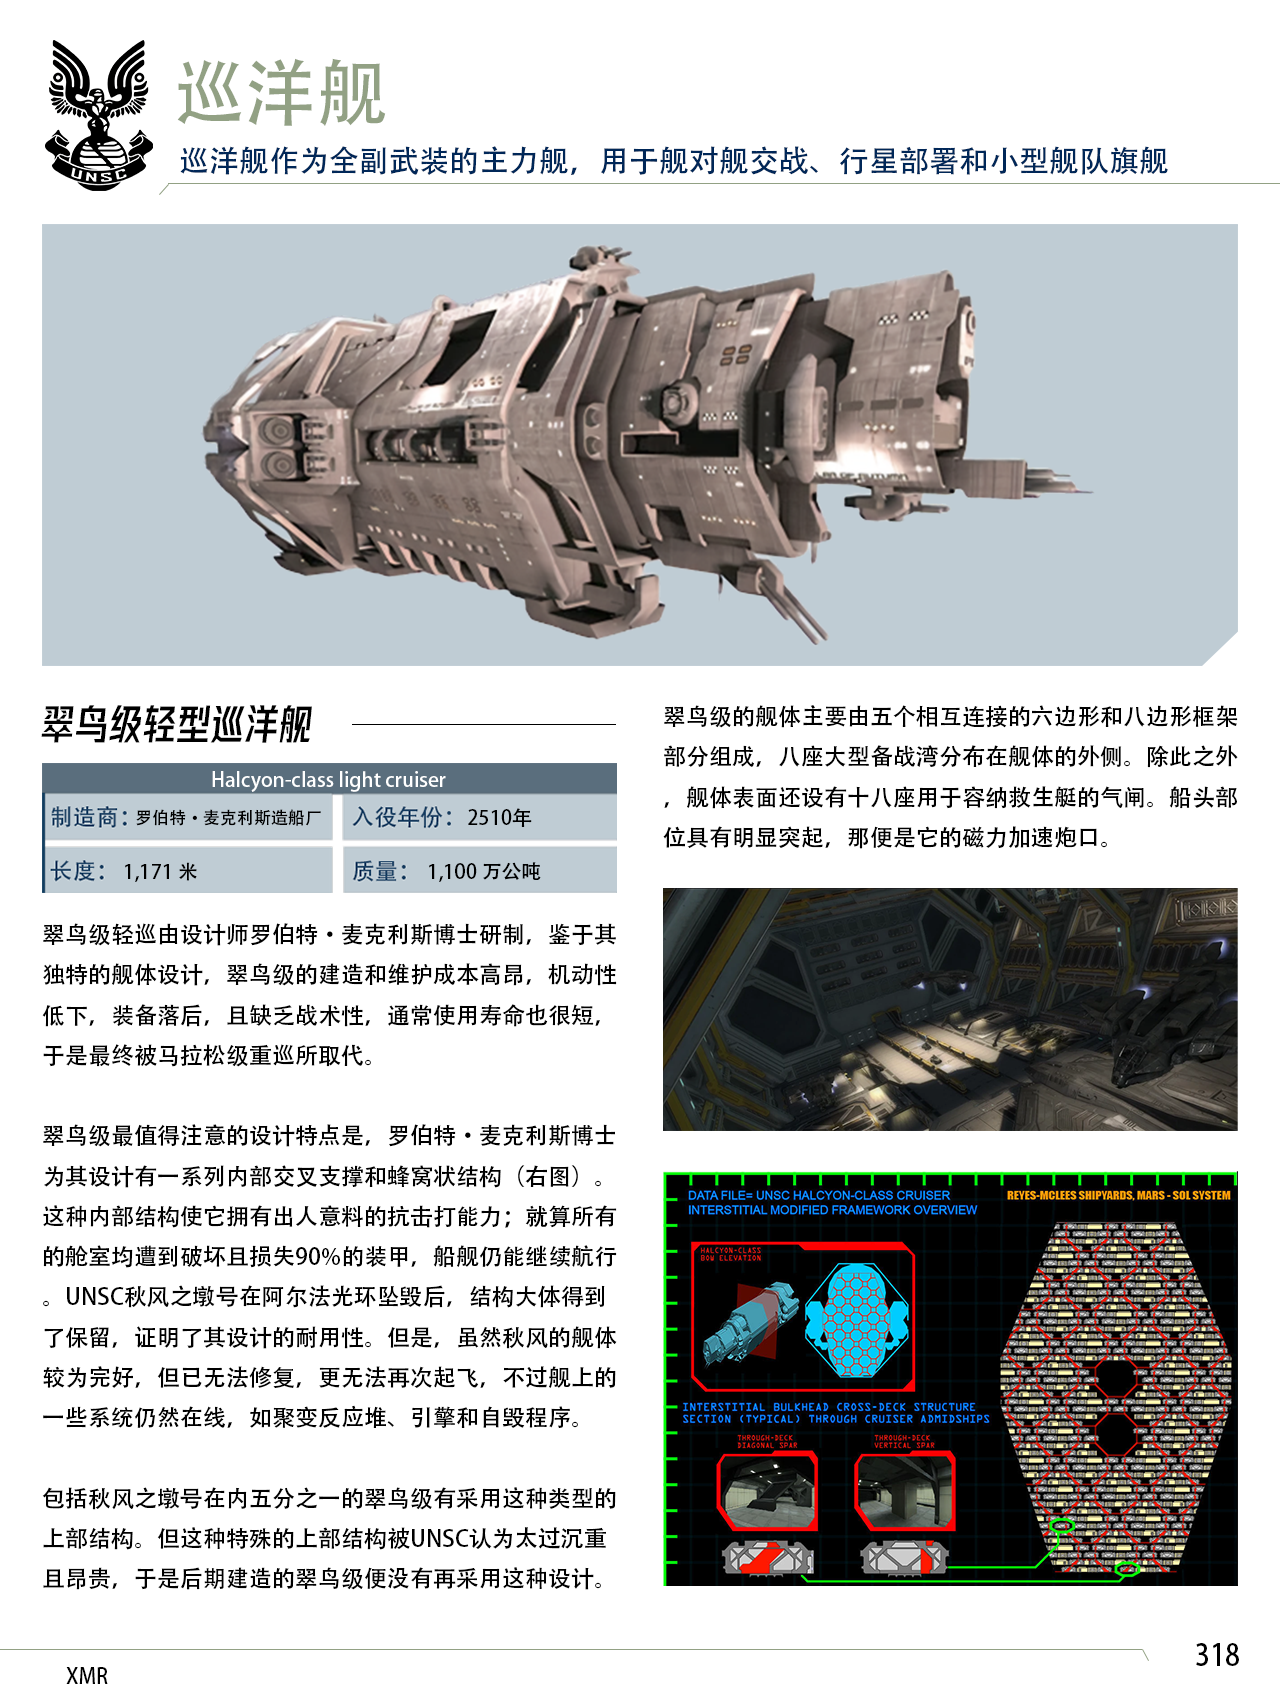 UNSC
巡洋舰
巡洋舰作为全副武装的主力舰，用于舰对舰交战、行星部署和小型舰队旗舰
翠鸟级轻型巡洋舰
Halcyon-class light cruiser
制造商：罗伯特·麦克利斯造船厂
入役年份：2510年
长度：1,171 米
质量：1,100 万公吨
翠鸟级轻巡由设计师罗伯特·麦克利斯博士研制，鉴于其
独特的舰体设计，翠鸟级的建造和维护成本高昂，机动性
低下，装备落后，且缺乏战术性，通常使用寿命也很短，
于是最终被马拉松级重巡所取代。
翠鸟级最值得注意的设计特点是，罗伯特·麦克利斯博士
为其设计有一系列内部交叉支撑和蜂窝状结构（右图）。
这种内部结构使它拥有出人意料的抗击打能力；就算所有
的舱室均遭到破坏且损失90%的装甲，船舰仍能继续航行
。UNSC秋风之墩号在阿尔法光环坠毁后，结构大体得到
了保留，证明了其设计的耐用性。但是，虽然秋风的舰体
较为完好，但已无法修复，更无法再次起飞，不过舰上的
一些系统仍然在线，如聚变反应堆、引擎和自毁程序。
包括秋风之墩号在内五分之一的翠鸟级有采用这种类型的
上部结构。但这种特殊的上部结构被UNSC认为太过沉重
且昂贵，于是后期建造的翠鸟级便没有再采用这种设计。
翠鸟级的舰体主要由五个相互连接的六边形和八边形框架
部分组成，八座大型备战湾分布在舰体的外侧。除此之外
，舰体表面还设有十八座用于容纳救生艇的气闸。船头部
位具有明显突起，那便是它的磁力加速炮口。
DATA FILE= UNSC HALCYON-CLASS CRUISER
INTERSTITIAL MODIFIED FRAMEWORK OVERVIEW
REYES-MCLEES SHIPYARDS, MARS - SOL SYSTEM
HALCYON-CLASS
BOW ELEVATION
INTERSTITIAL BULKHEAD CROSS-DECK STRUCTURE
SECTION (TYPICAL) THROUGH CRUISER ADMIDSHIPS
THROUGH-DECK
DIAGONAL SPAR
THROUGH-DECK
VERTICAL SPAR
318
XMR